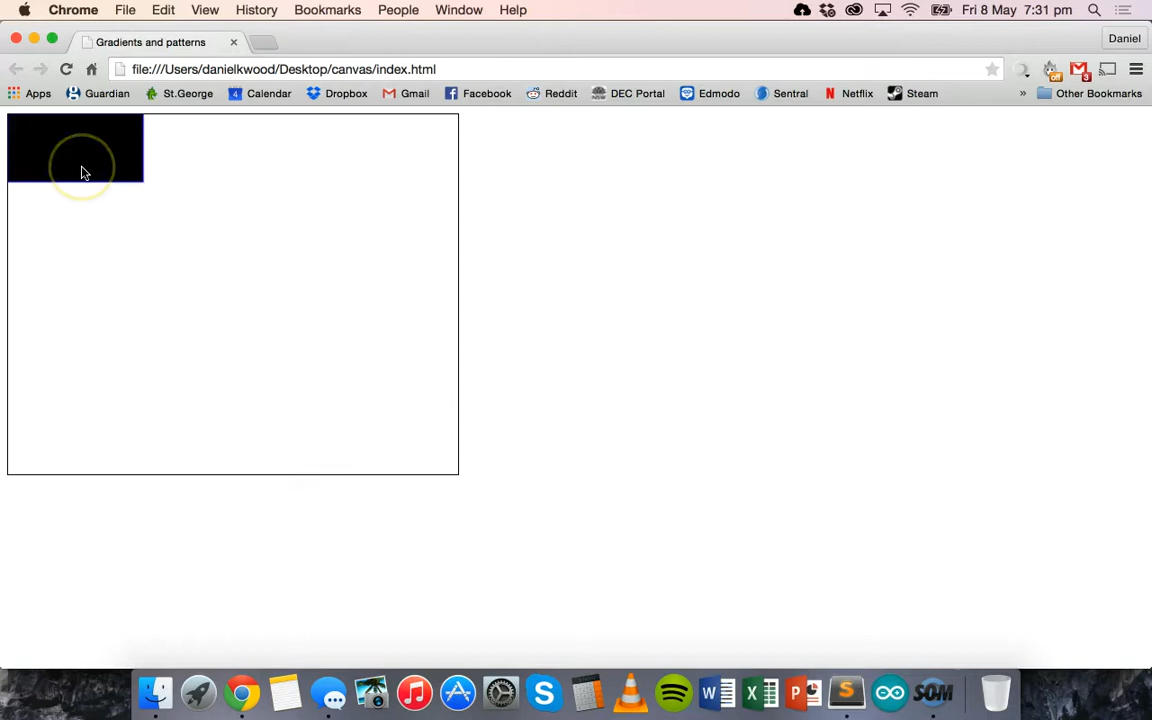 Chrome File Edit View History Bookmarks People Window Help Fri 8 May 7:31 pm
Gradients and patterns Daniel
file:///Users/danielkwood/Desktop/canvas/index.html
Apps Guardian St.George Calendar Dropbox Gmail Facebook Reddit DEC Portal Edmodo Sentral Netflix Steam » Other Bookmarks